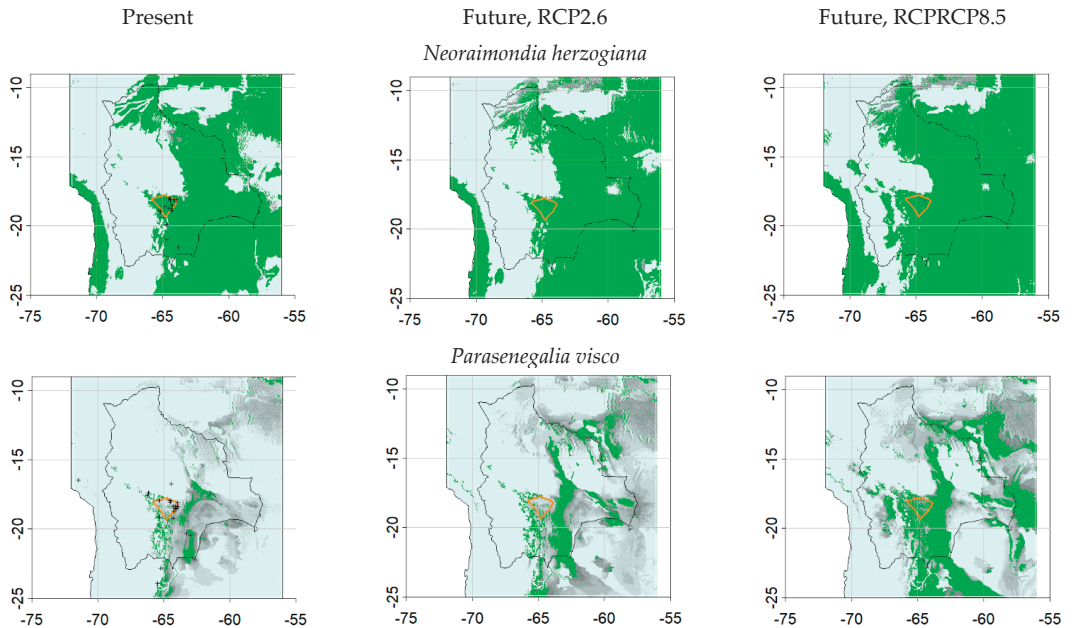 Present Future, RCP2.6 Future, RCPRCP8.5
Neoraimondia herzogiana
-10 -10 -10
-15 -15 -15
-20 -20 -20
-25 -25 -25
-75 -70 -65 -60 -55 -75 -70 -65 -60 -55 -75 -70 -65 -60 -55
Parasenegalia visco
-10 -10 -10
-15 -15 -15
-20 -20 -20
-25 -25 -25
-75 -70 -65 -60 -55 -75 -70 -65 -60 -55 -75 -70 -65 -60 -55